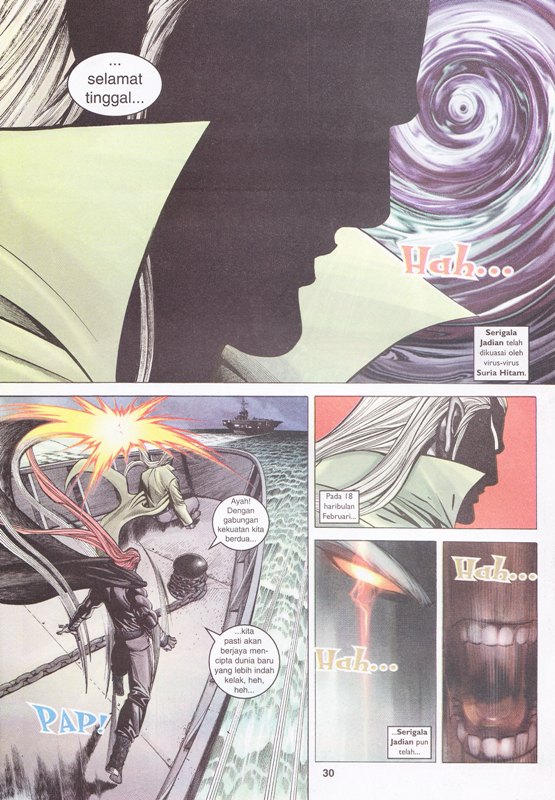 ...
selamat
tinggal...
Hah...
Serigala
Jadian telah
dikuasai oleh
virus-virus
Suria Hitam.
Ayah!
Dengan
gabungan
kekuatan kita
berdua...
...kita
pasti akan
berjaya men-
cipta dunia baru
yang lebih indah
kelak, heh,
heh...
PAP!
Pada 18
haribulan
Februari...
Hah...
...Serigala
Jadian pun
telah...
Hah...
30